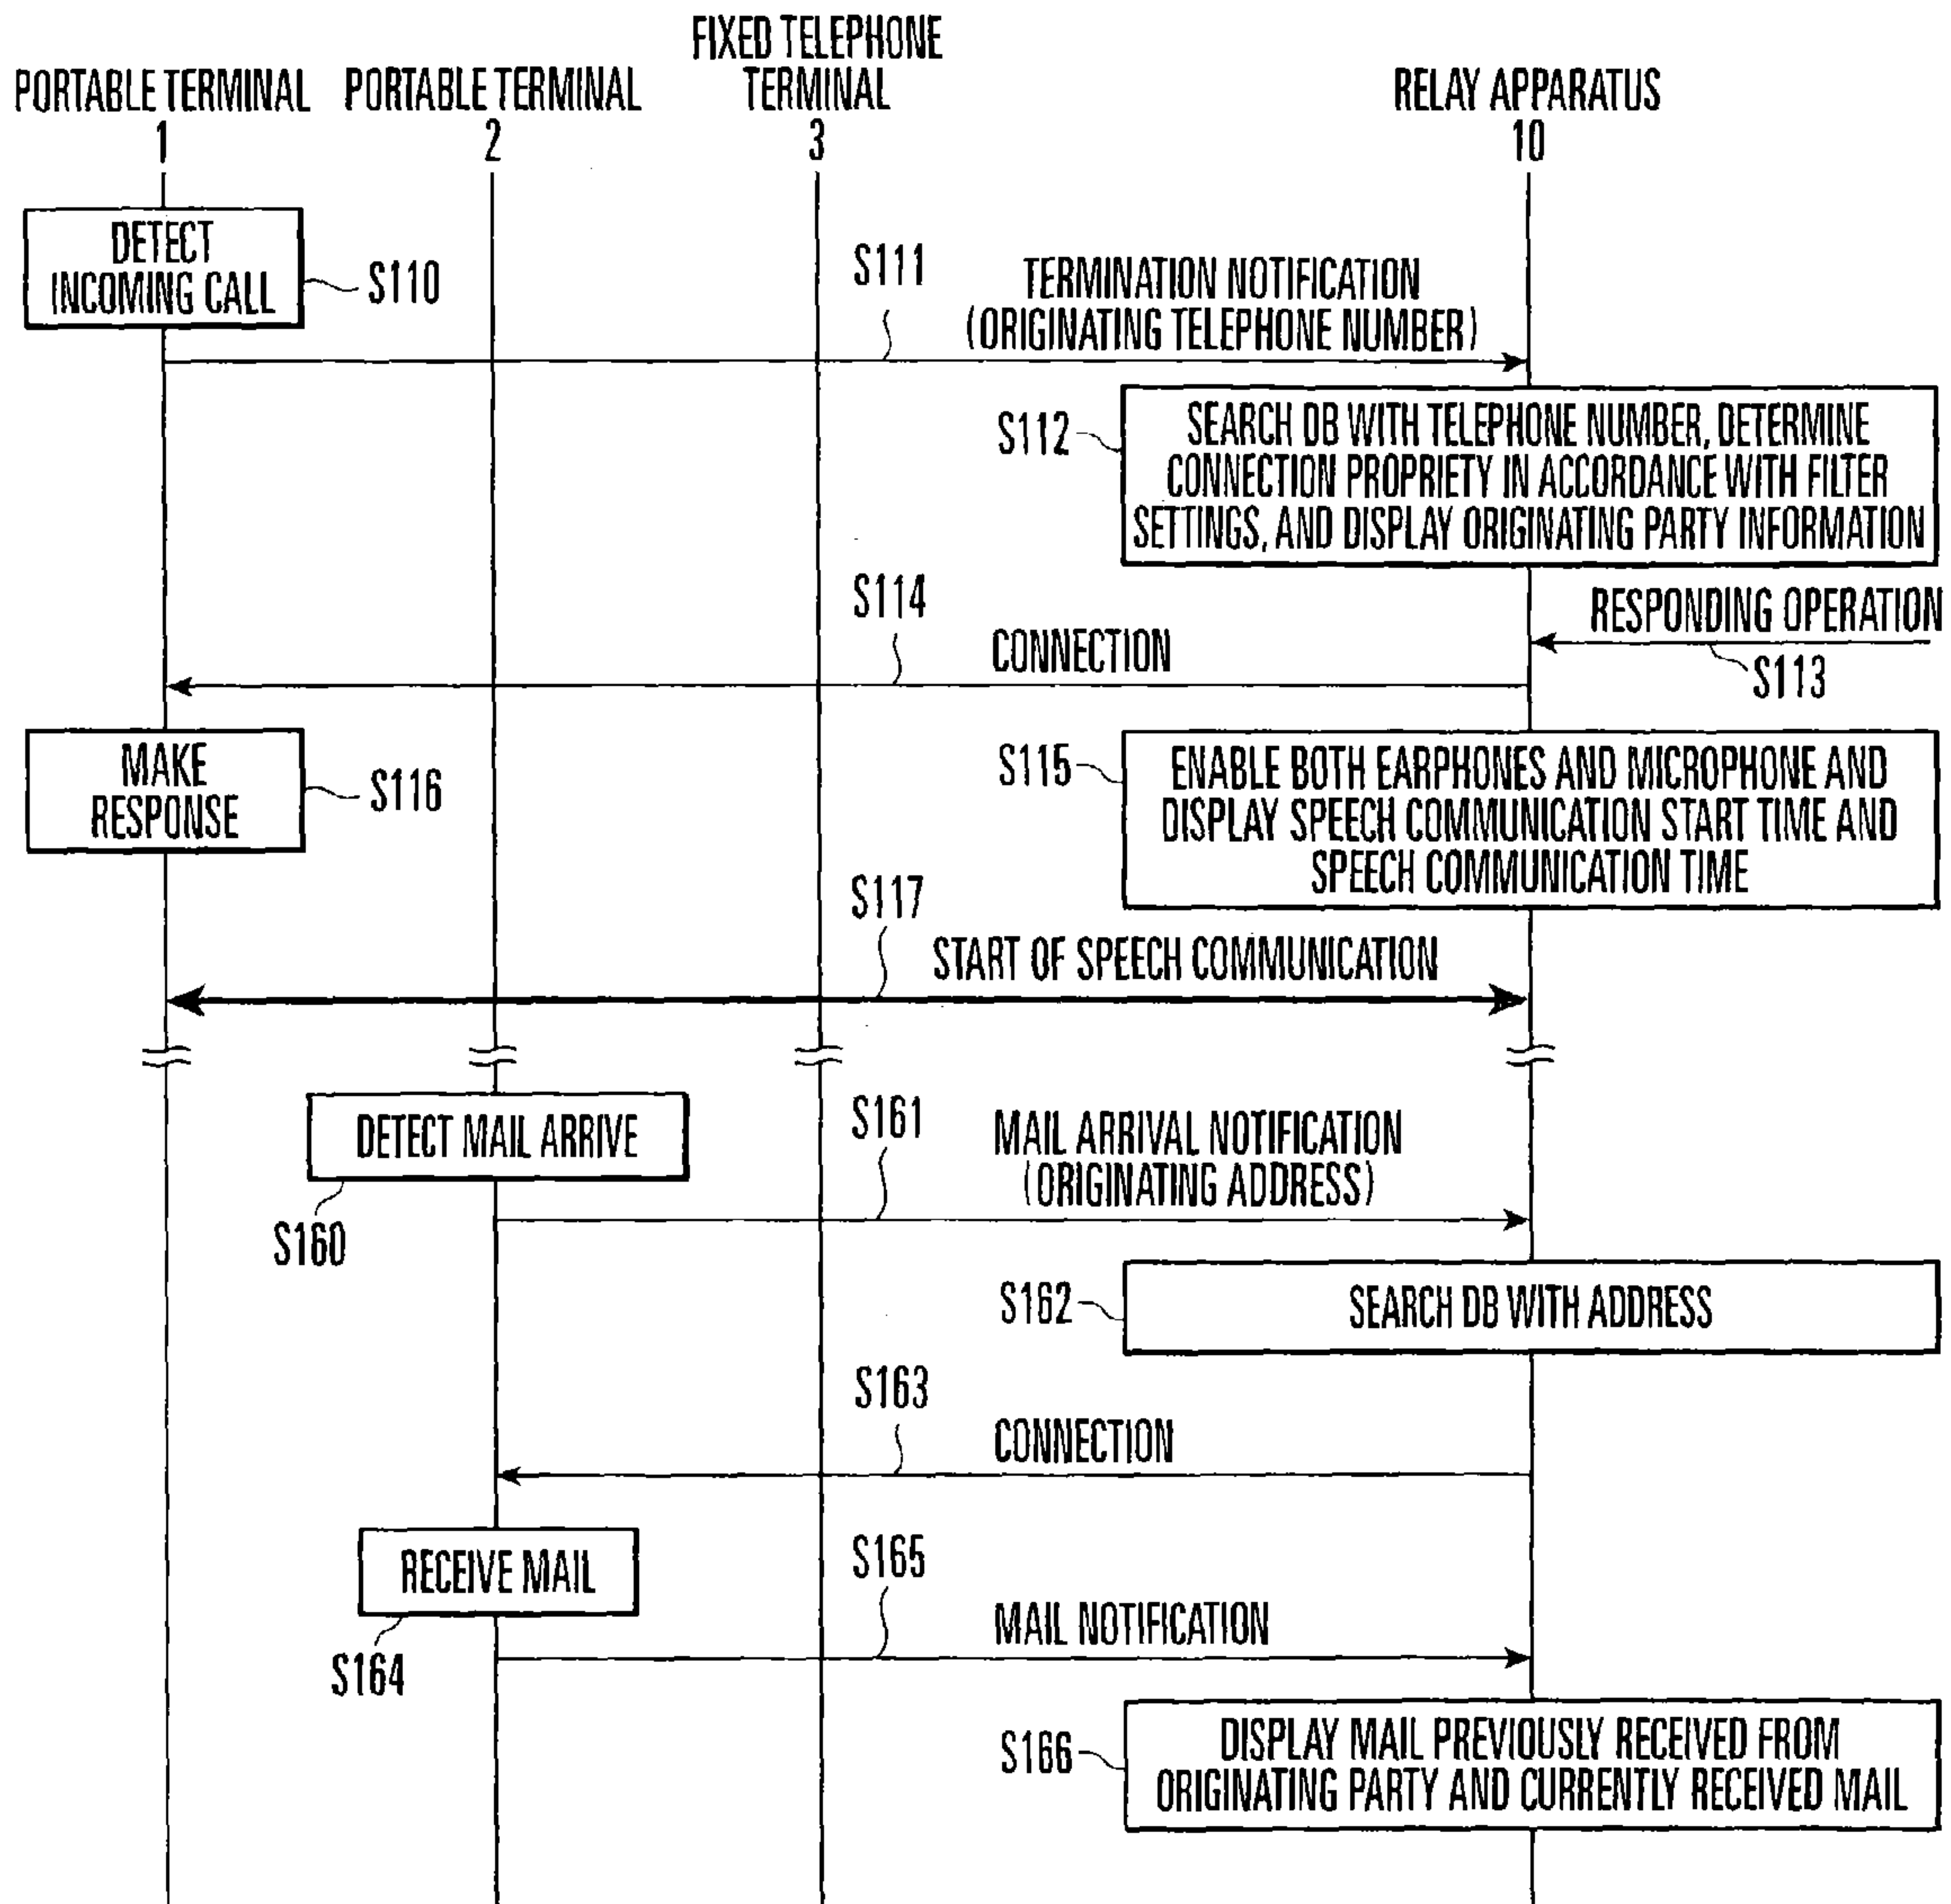 FIXED TELEPHONE
PORTABLE TERMINAL
PORTABLE TERMINAL
TERMINAL
RELAY APPARATUS
1
2
3
10
DETECT
INCOMING CALL
S110
S111
TERMINATION NOTIFICATION
(ORIGINATING TELEPHONE NUMBER)
S112
SEARCH DB WITH TELEPHONE NUMBER, DETERMINE
CONNECTION PROPRIETY IN ACCORDANCE WITH FILTER
SETTINGS, AND DISPLAY ORIGINATING PARTY INFORMATION
S114
CONNECTION
RESPONDING OPERATION
S113
MAKE
RESPONSE
S116
S115
ENABLE BOTH EARPHONES AND MICROPHONE AND
DISPLAY SPEECH COMMUNICATION START TIME AND
SPEECH COMMUNICATION TIME
S117
START OF SPEECH COMMUNICATION
DETECT MAIL ARRIVE
S160
S161
MAIL ARRIVAL NOTIFICATION
(ORIGINATING ADDRESS)
S162
SEARCH DB WITH ADDRESS
S163
CONNECTION
RECEIVE MAIL
S164
S165
MAIL NOTIFICATION
S166
DISPLAY MAIL PREVIOUSLY RECEIVED FROM
ORIGINATING PARTY AND CURRENTLY RECEIVED MAIL